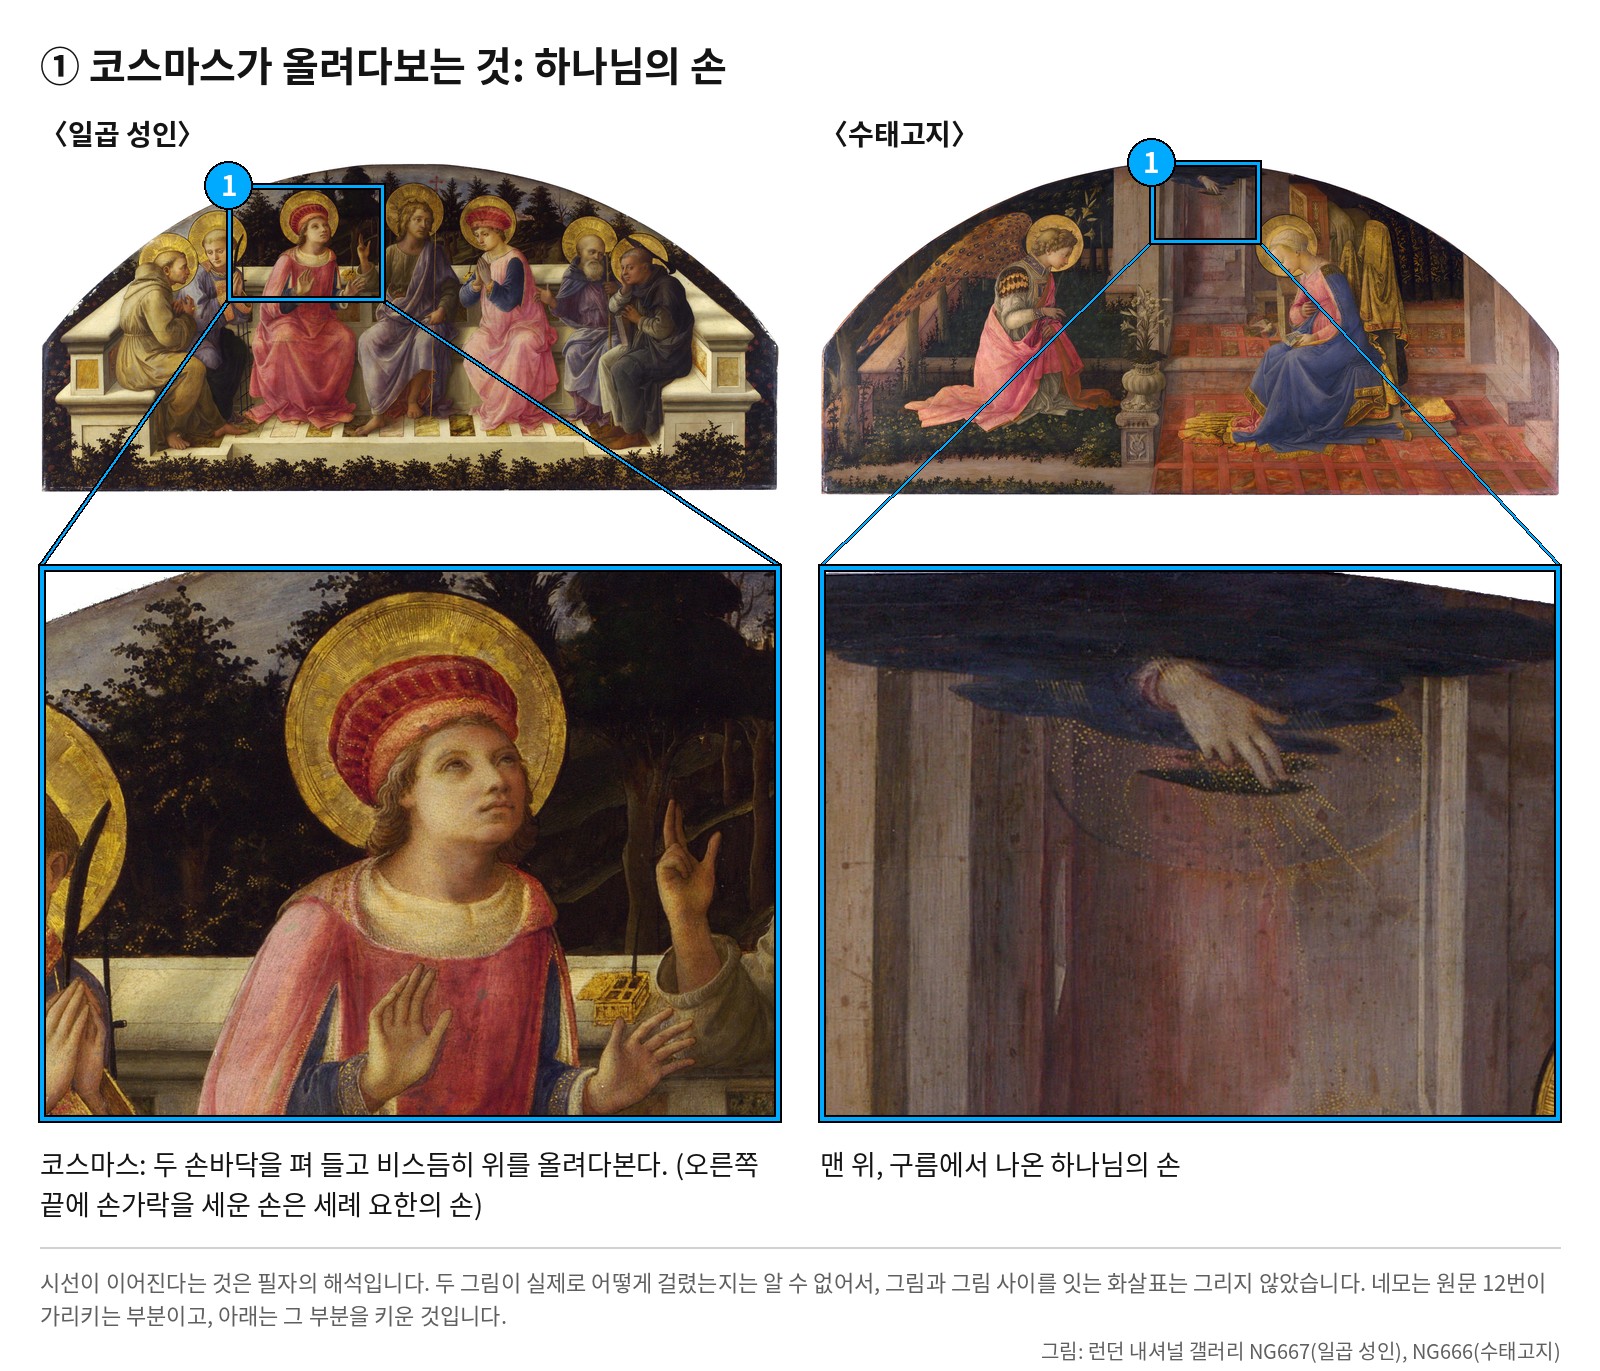 ① 코스마스가 올려다보는 것: 하나님의 손
〈일곱 성인〉
〈수태고지〉
1
1
코스마스: 두 손바닥을 펴 들고 비스듬히 위를 올려다본다. (오른쪽
끝에 손가락을 세운 손은 세례 요한의 손)
맨 위, 구름에서 나온 하나님의 손
시선이 이어진다는 것은 필자의 해석입니다. 두 그림이 실제로 어떻게 걸렸는지는 알 수 없어서, 그림과 그림 사이를 잇는 화살표는 그리지 않았습니다. 네모는 원문 12번이
가리키는 부분이고, 아래는 그 부분을 키운 것입니다.
그림: 런던 내셔널 갤러리 NG667(일곱 성인), NG666(수태고지)